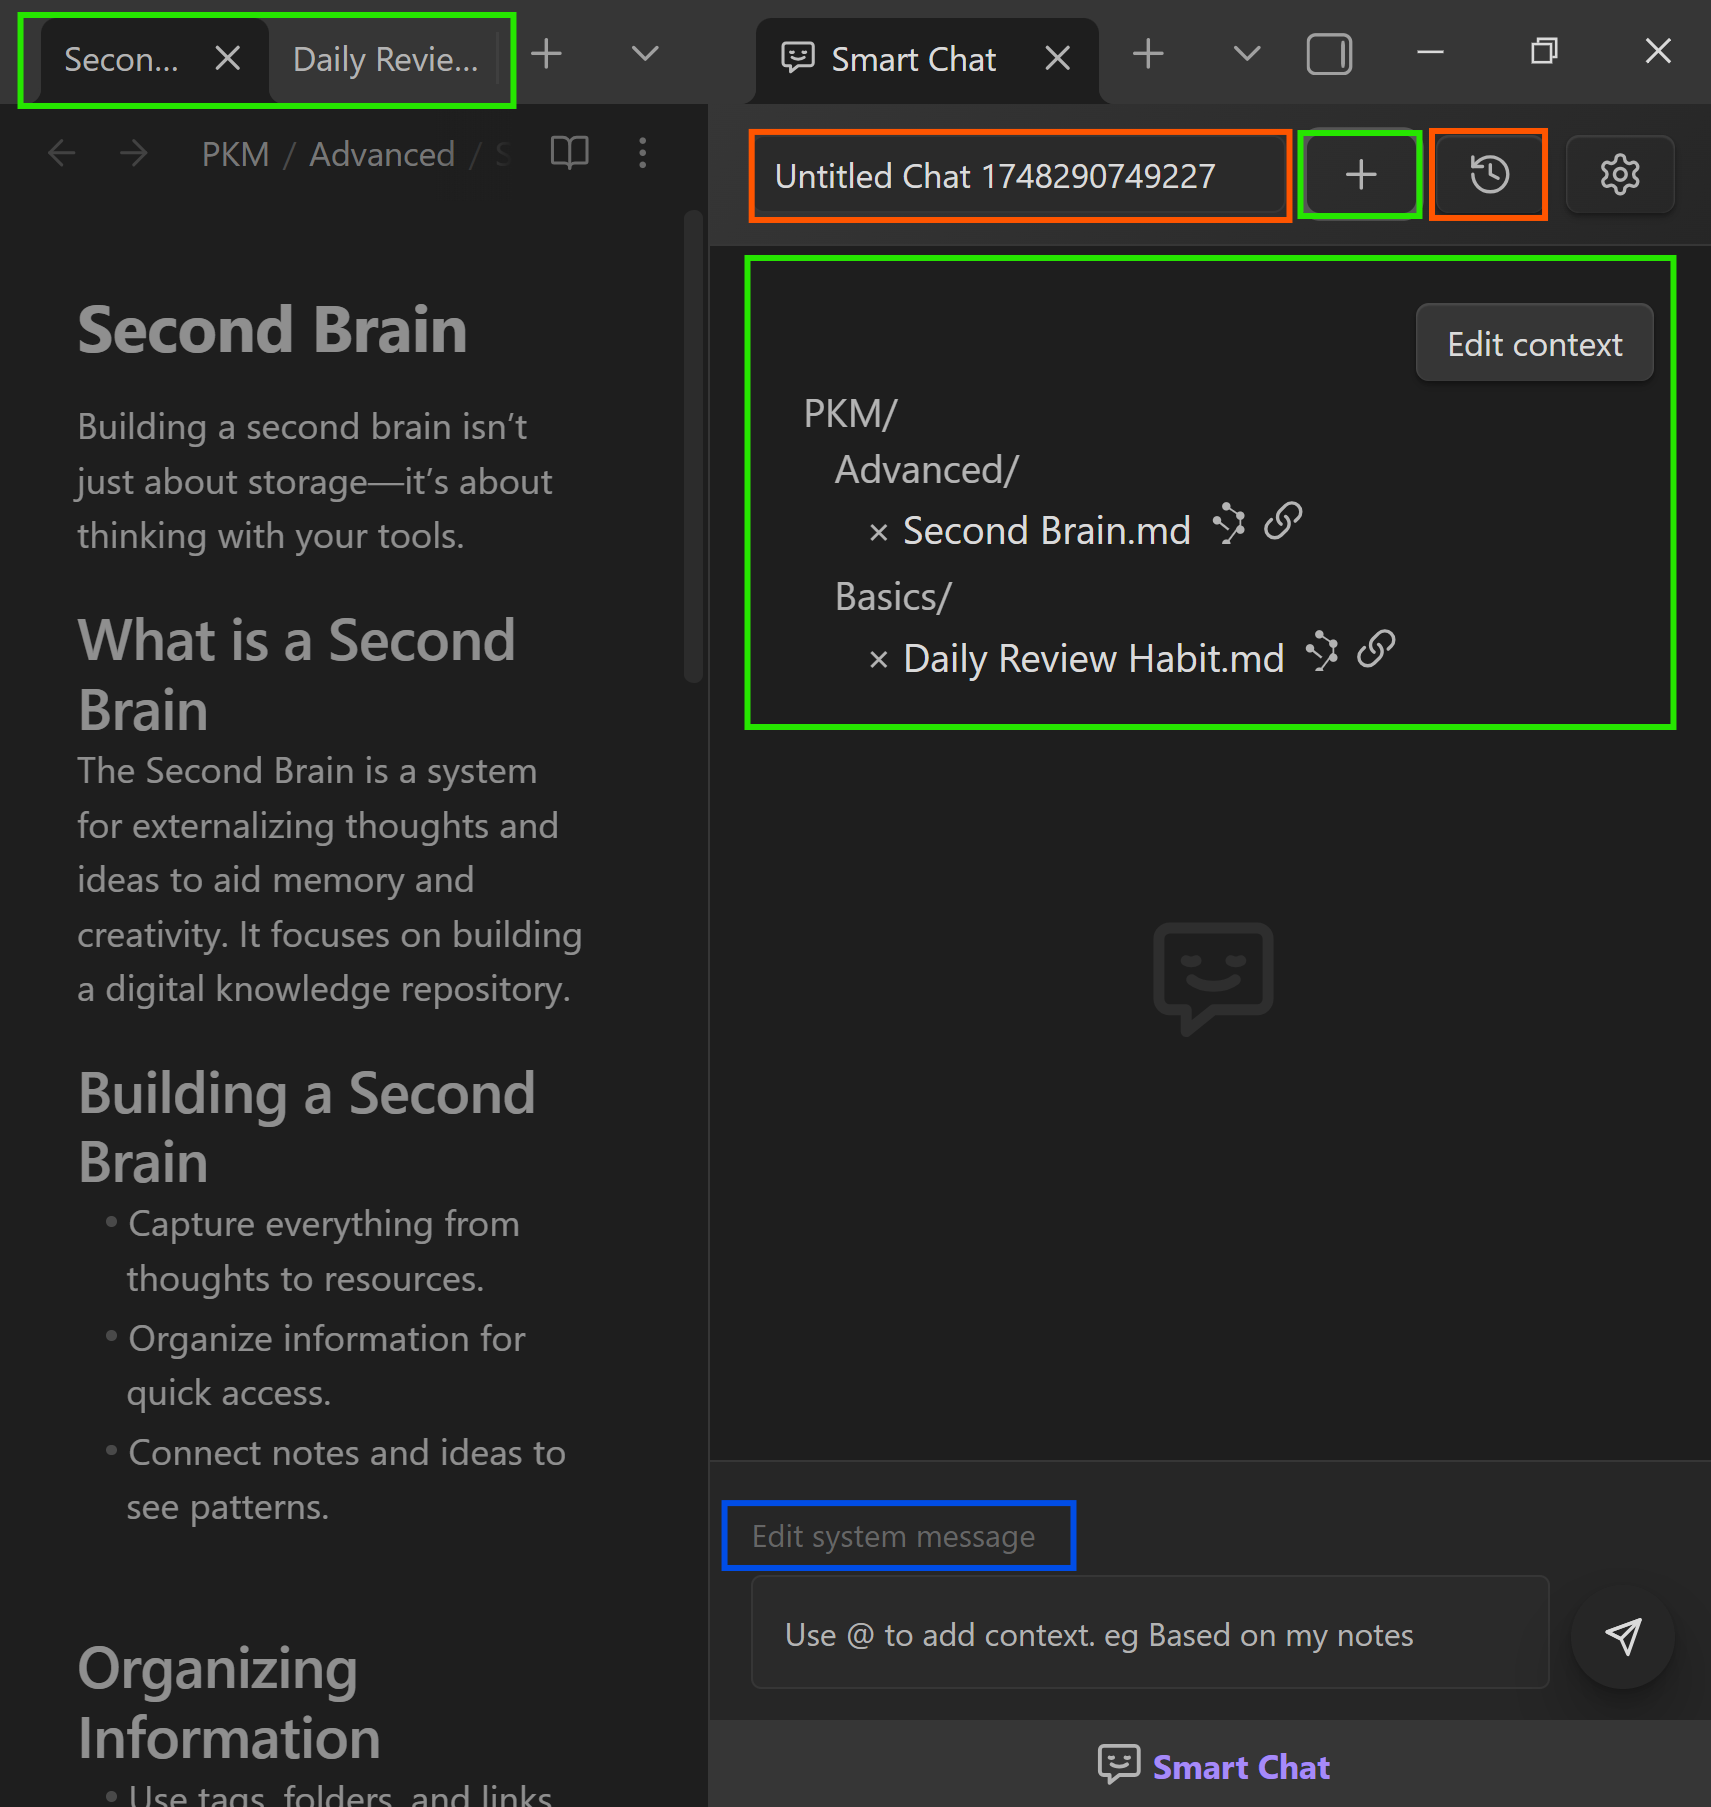 Secon...
Daily Revie...
Smart Chat
PKM / Advanced /
Untitled Chat 1748290749227
Second Brain
Building a second brain isn’t
just about storage—it’s about
thinking with your tools.
What is a Second
Brain
The Second Brain is a system
for externalizing thoughts and
ideas to aid memory and
creativity. It focuses on building
a digital knowledge repository.
Building a Second
Brain
• Capture everything from
thoughts to resources.
• Organize information for
quick access.
• Connect notes and ideas to
see patterns.
Organizing
Information
• Use tags, folders, and links
Edit context
PKM/
Advanced/
× Second Brain.md
Basics/
× Daily Review Habit.md
Edit system message
Use @ to add context. eg Based on my notes
Smart Chat